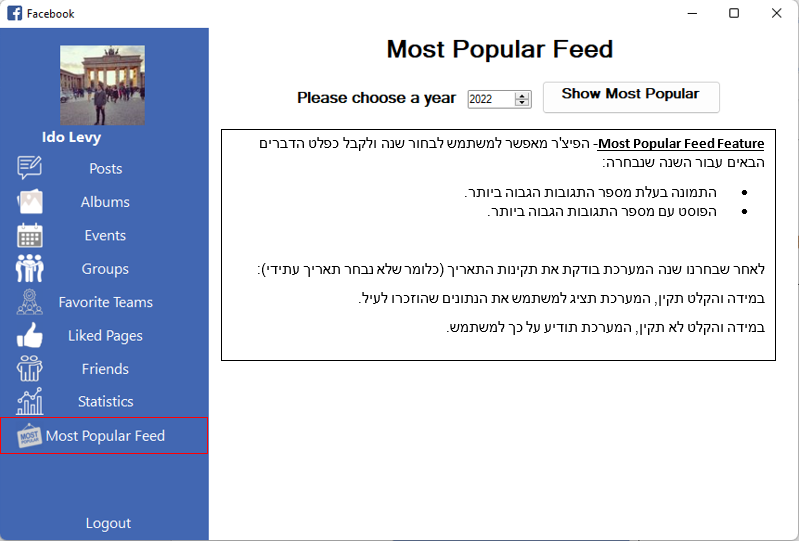 Facebook
Ido Levy
Posts
Albums
Events
Groups
Favorite Teams
Liked Pages
Friends
Statistics
MOST POPULAR
Most Popular Feed
Logout
Most Popular Feed
Please choose a year 2022 Show Most Popular
Most Popular Feed Feature- הפיצ'ר מאפשר למשתמש לבחור שנה ולקבל כפלט הדברים
הבאים עבור השנה שנבחרה:
• התמונה בעלת מספר התגובות הגבוה ביותר.
• הפוסט עם מספר התגובות הגבוה ביותר.
לאחר שבחרנו שנה המערכת בודקת את תקינות התאריך (כלומר שלא נבחר תאריך עתידי):
במידה והקלט תקין, המערכת תציג למשתמש את הנתונים שהוזכרו לעיל.
במידה והקלט לא תקין, המערכת תודיע על כך למשתמש.